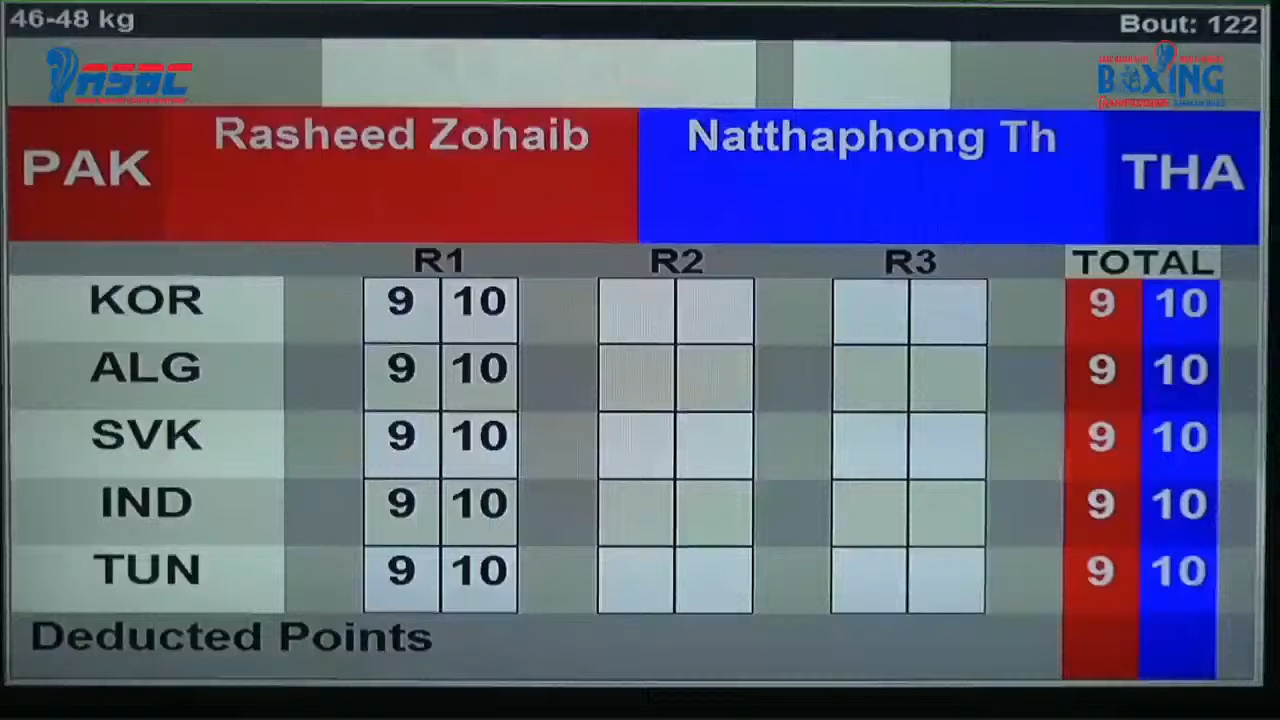 46-48 kg Bout: 122
ASBC BOXING
Rasheed Zohaib Natthaphong Th
PAK THA
R1 R2 R3 TOTAL
KOR 9 10 9 10
ALG 9 10 9 10
SVK 9 10 9 10
IND 9 10 9 10
TUN 9 10 9 10
Deducted Points